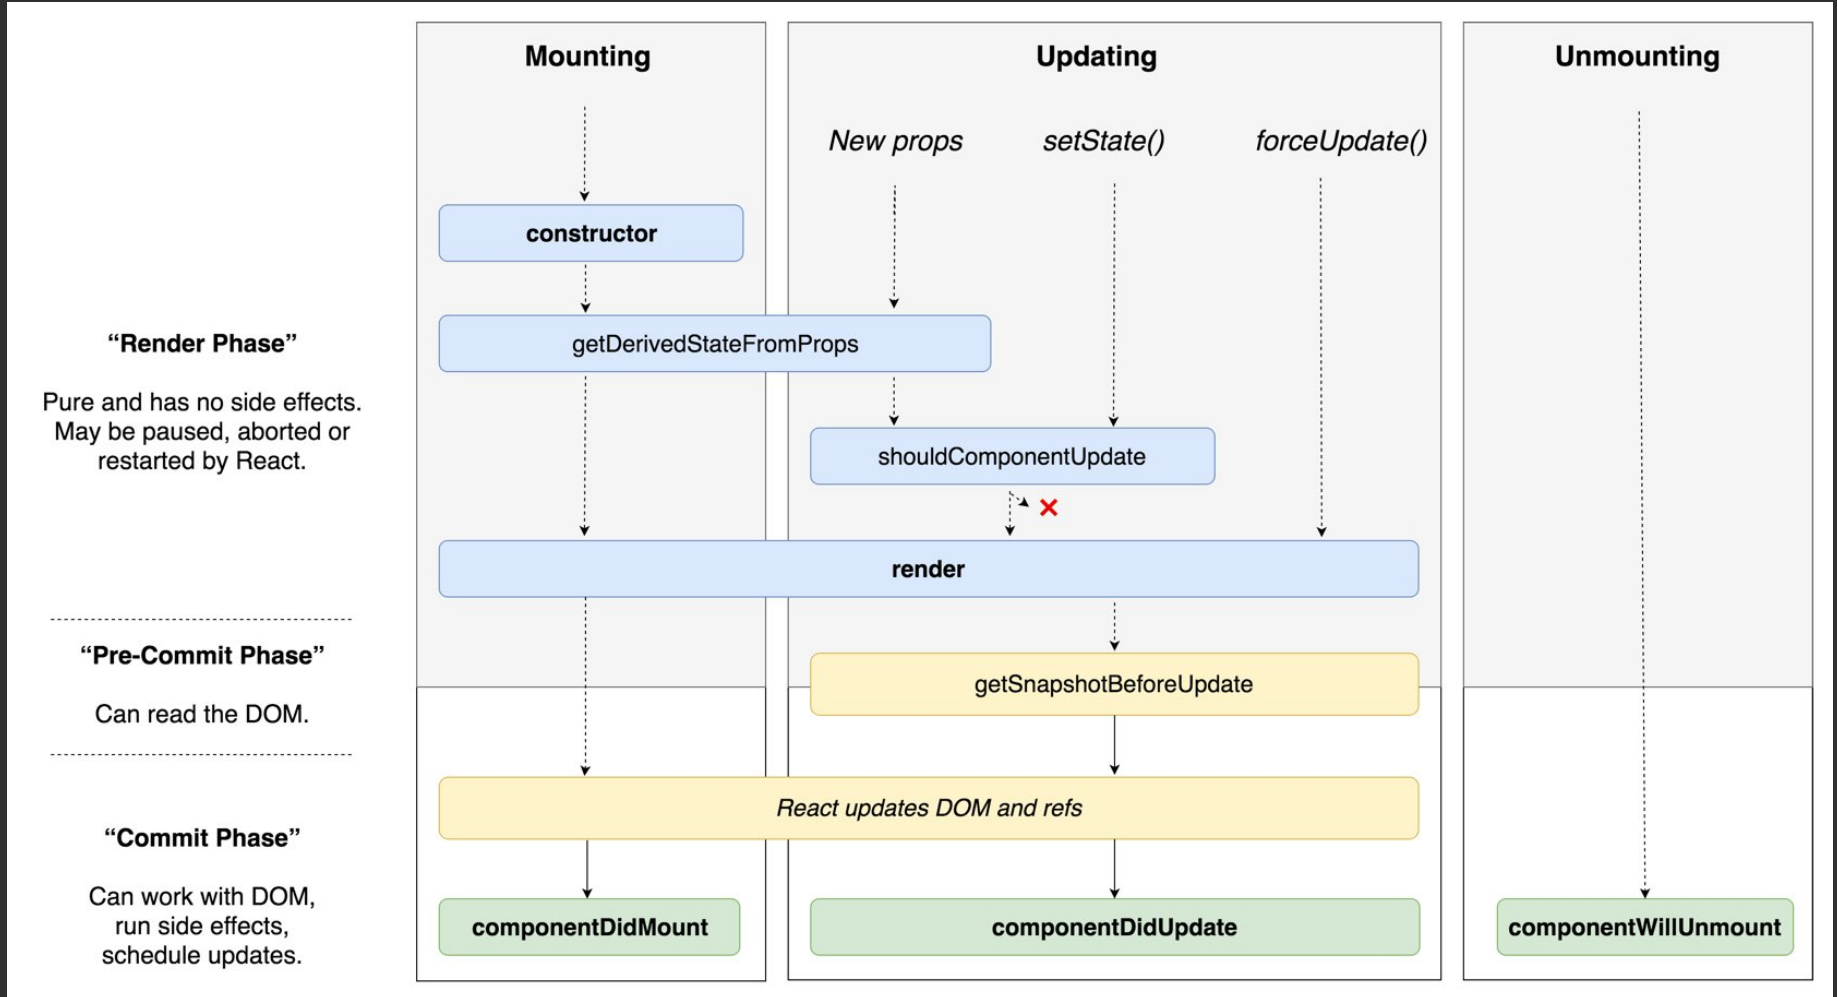 Mounting
Updating
Unmounting
New props
setState()
forceUpdate()
constructor
“Render Phase”
Pure and has no side effects.
May be paused, aborted or
restarted by React.
getDerivedStateFromProps
shouldComponentUpdate
render
“Pre-Commit Phase”
Can read the DOM.
getSnapshotBeforeUpdate
React updates DOM and refs
“Commit Phase”
Can work with DOM,
run side effects,
schedule updates.
componentDidMount
componentDidUpdate
componentWillUnmount